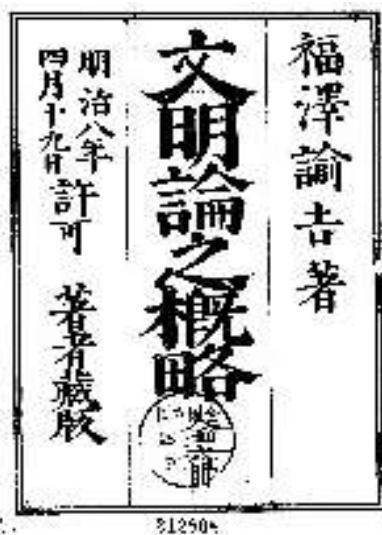 福澤諭吉著
文明論之概略
明治八年
四月十九日許可
著者藏版